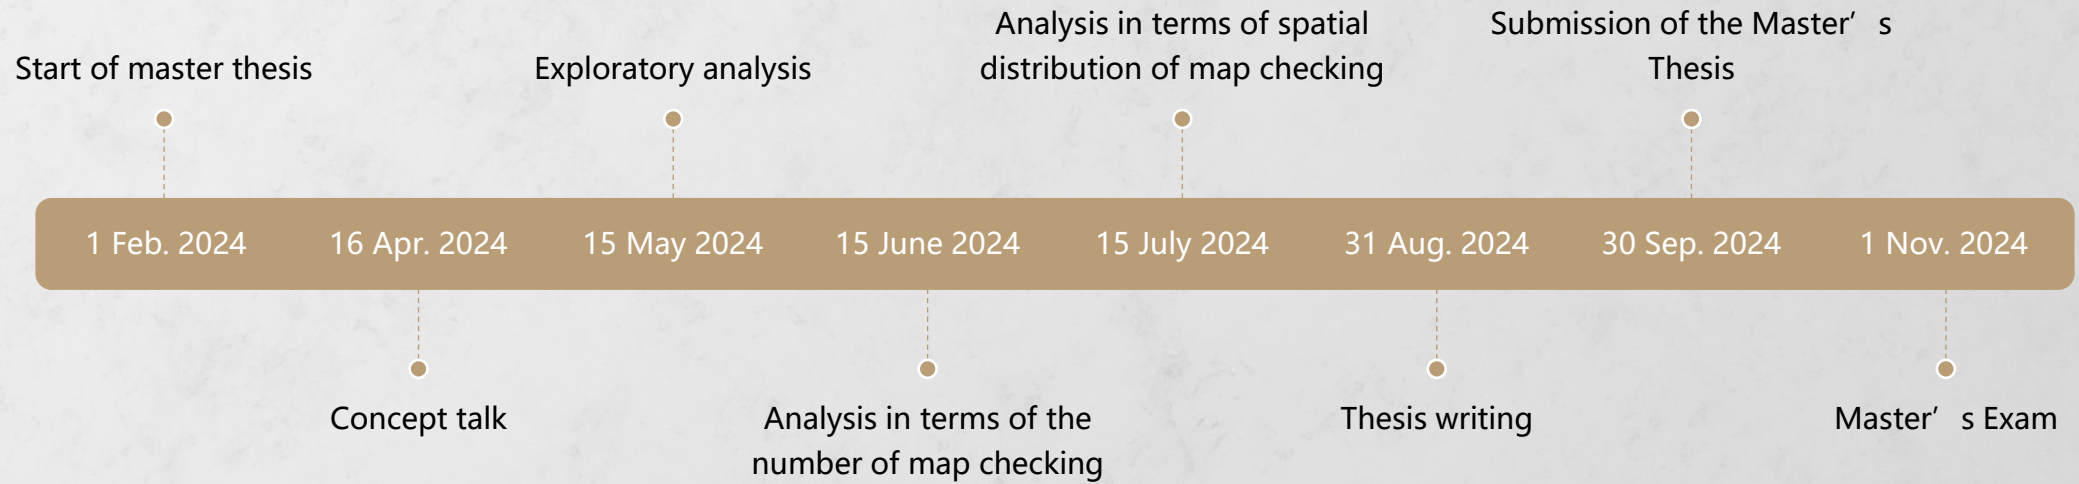 Start of master thesis
Exploratory analysis
Analysis in terms of spatial
distribution of map checking
Submission of the Master’s
Thesis
1 Feb. 2024
16 Apr. 2024
15 May 2024
15 June 2024
15 July 2024
31 Aug. 2024
30 Sep. 2024
1 Nov. 2024
Concept talk
Analysis in terms of the
number of map checking
Thesis writing
Master’s Exam